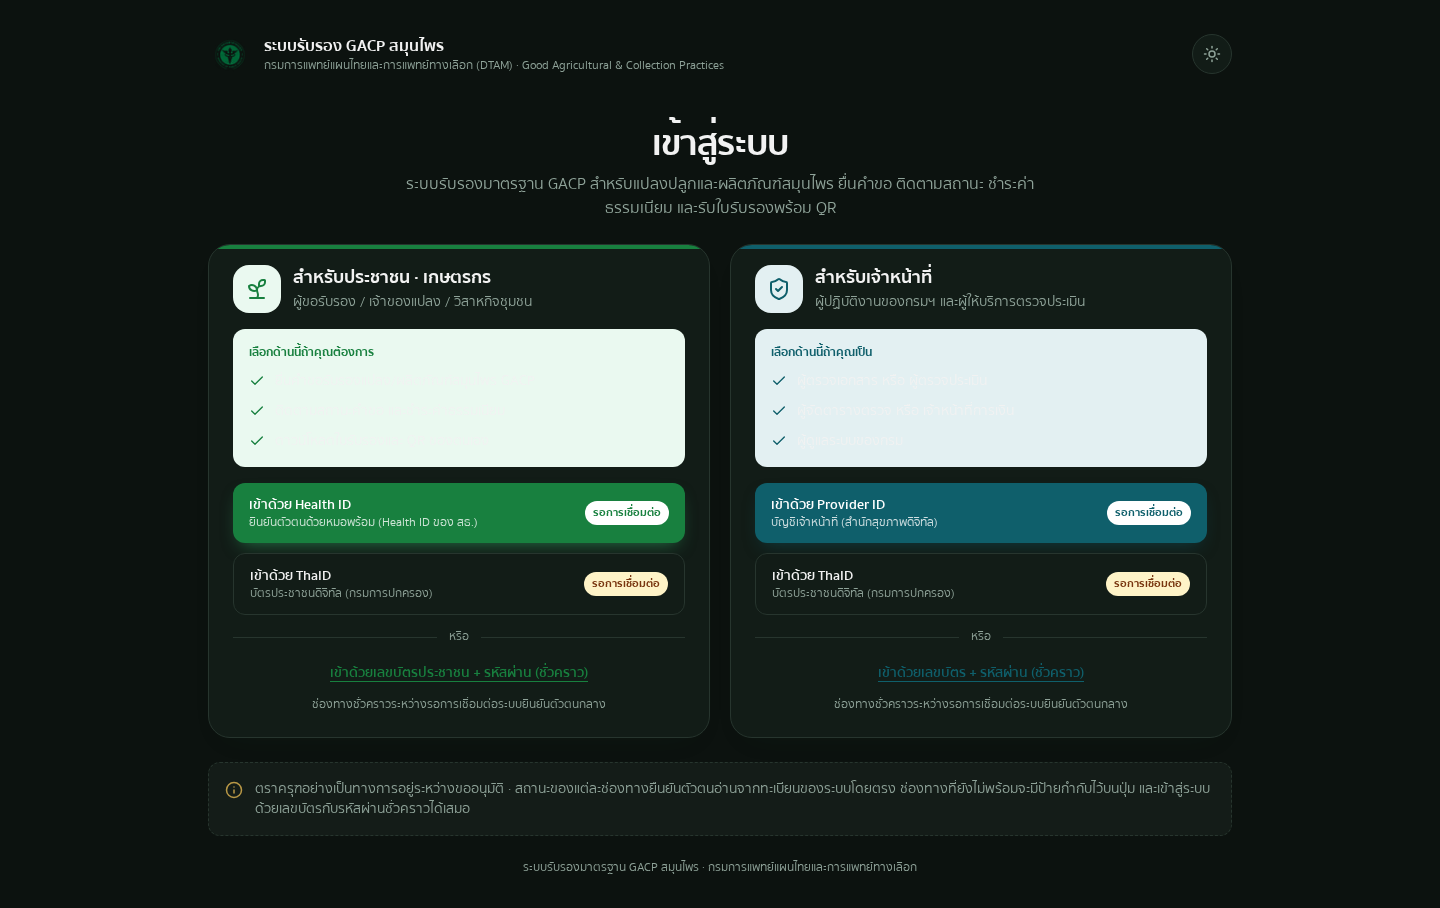 ระบบรับรอง GACP สมุนไพร
กรมการแพทย์แผนไทยและการแพทย์ทางเลือก (DTAM) · Good Agricultural & Collection Practices
เข้าสู่ระบบ
ระบบรับรองมาตรฐาน GACP สำหรับแปลงปลูกและผลิตภัณฑ์สมุนไพร ยื่นคำขอ ติดตามสถานะ ชำระค่า
ธรรมเนียม และรับใบรับรองพร้อม QR
สำหรับประชาชน · เกษตรกร
ผู้ขอรับรอง / เจ้าของแปลง / วิสาหกิจชุมชน
เลือกด้านนี้ถ้าคุณต้องการ
เข้าด้วย Health ID
ยืนยันตัวตนด้วยหมอพร้อม (Health ID ของ สธ.)
รอการเชื่อมต่อ
เข้าด้วย ThaID
บัตรประชาชนดิจิทัล (กรมการปกครอง)
รอการเชื่อมต่อ
หรือ
เข้าด้วยเลขบัตรประชาชน + รหัสผ่าน (ชั่วคราว)
ช่องทางชั่วคราวระหว่างรอการเชื่อมต่อระบบยืนยันตัวตนกลาง
สำหรับเจ้าหน้าที่
ผู้ปฏิบัติงานของกรมฯ และผู้ให้บริการตรวจประเมิน
เลือกด้านนี้ถ้าคุณเป็น
เข้าด้วย Provider ID
บัญชีเจ้าหน้าที่ (สำนักสุขภาพดิจิทัล)
รอการเชื่อมต่อ
เข้าด้วย ThaID
บัตรประชาชนดิจิทัล (กรมการปกครอง)
รอการเชื่อมต่อ
หรือ
เข้าด้วยเลขบัตร + รหัสผ่าน (ชั่วคราว)
ช่องทางชั่วคราวระหว่างรอการเชื่อมต่อระบบยืนยันตัวตนกลาง
ตราครุฑอย่างเป็นทางการอยู่ระหว่างขออนุมัติ · สถานะของแต่ละช่องทางยืนยันตัวตนอ่านจากทะเบียนของระบบโดยตรง ช่องทางที่ยังไม่พร้อมจะมีป้ายกำกับไว้บนปุ่ม และเข้าสู่ระบบ
ด้วยเลขบัตรกับรหัสผ่านชั่วคราวได้เสมอ
ระบบรับรองมาตรฐาน GACP สมุนไพร · กรมการแพทย์แผนไทยและการแพทย์ทางเลือก